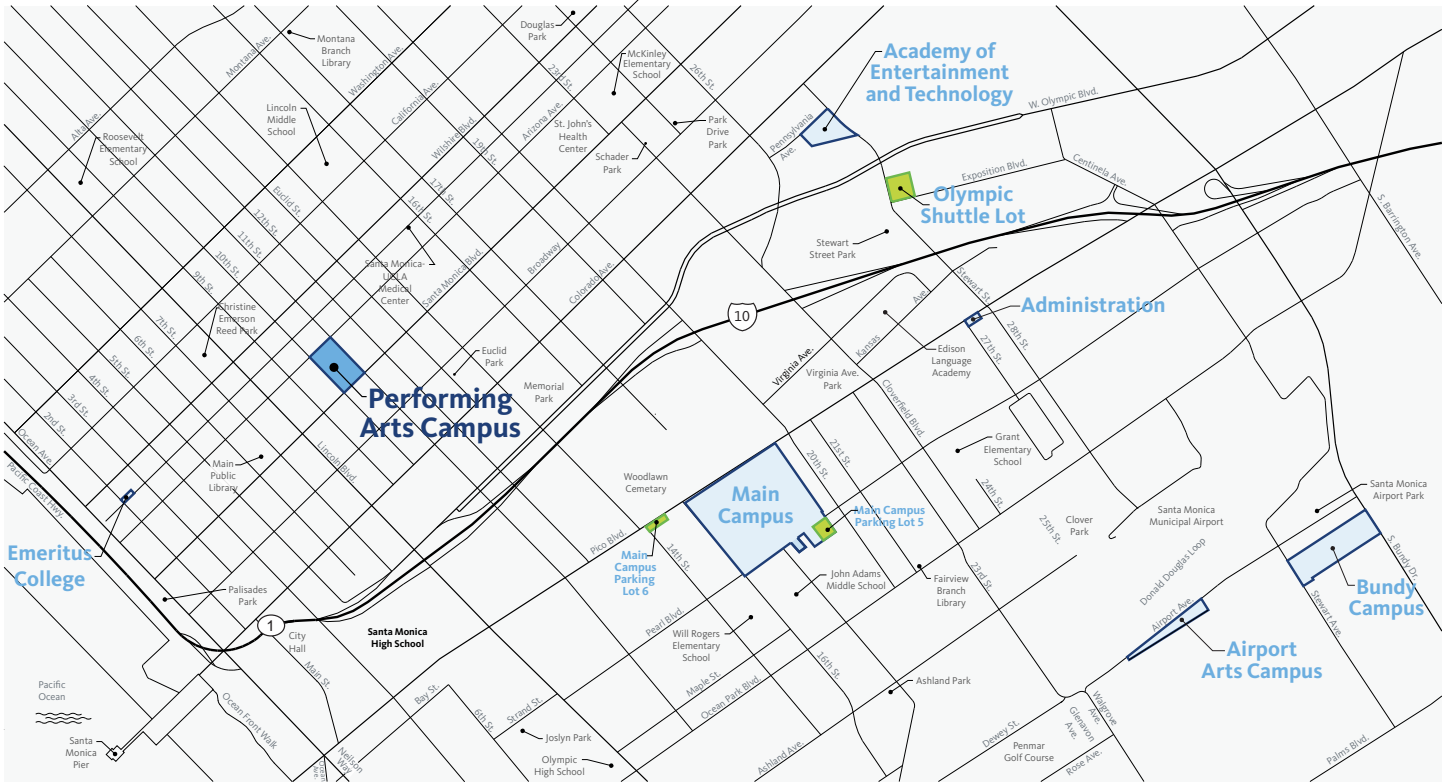 Douglas
Park
Montana
Branch
Library
Montana Ave.
Washington Ave.
McKinley
Elementary
School
23rd St.
26th St.
Academy of
Entertainment
and Technology
California Ave.
W. Olympic Blvd.
Lincoln
Middle
School
Alta Ave.
Roosevelt
Elementary
School
Wilshire Blvd.
Arizona Ave.
St. John's
Health
Center
Park
Drive
Park
Pennsylvania
Ave.
19th St.
Schader
Park
17th St.
16th St.
Exposition Blvd.
Centinela Ave.
Olympic
Shuttle Lot
Euclid St.
12th St.
11th St.
10th St.
9th St.
S. Barrington Ave.
Stewart
Street Park
Santa Monica-
UCLA
Medical
Center
Santa Monica Blvd.
Broadway
Colorado Ave.
Stewart St.
Administration
Christine
Emerson
Reed Park
7th St.
6th St.
5th St.
4th St.
3rd St.
2nd St.
Ocean Ave.
10
Ave.
Kansas
28th St.
27th St.
Edison
Language
Academy
Virginia Ave.
Virginia Ave.
Park
Euclid
Park
Memorial
Park
Performing
Arts Campus
Cloverfield Blvd.
Grant
Elementary
School
21st St.
20th St.
Lincoln Blvd.
Main
Public
Library
Pacific Coast Hwy.
Woodlawn
Cemetary
Main
Campus
Main Campus
Parking Lot 5
24th St.
25th St.
Clover
Park
Santa Monica
Municipal Airport
Santa Monica
Airport Park
Emeritus
College
Pico Blvd.
Main
Campus
Parking
Lot 6
14th St.
John Adams
Middle School
Fairview
Branch
Library
23rd St.
Donald Douglas Loop
S. Bundy Dr.
Bundy
Campus
Stewart Ave.
Airport Ave.
Airport
Arts Campus
Palisades
Park
1
City
Hall
Santa Monica
High School
Pearl Blvd.
Will Rogers
Elementary
School
16th St.
Main St.
Bay St.
Maple St.
Ocean Park Blvd.
Ashland Park
Pacific
Ocean
Ocean Front Walk
6th St.
Strand St.
Walgrove
Ave.
Glenavon
Ave.
Dewey St.
Penmar
Golf Course
Rose Ave.
Palms Blvd.
Santa
Monica
Pier
Neilson
Way
Ocean
Ave.
Joslyn Park
Olympic
High School
Ashland Ave.